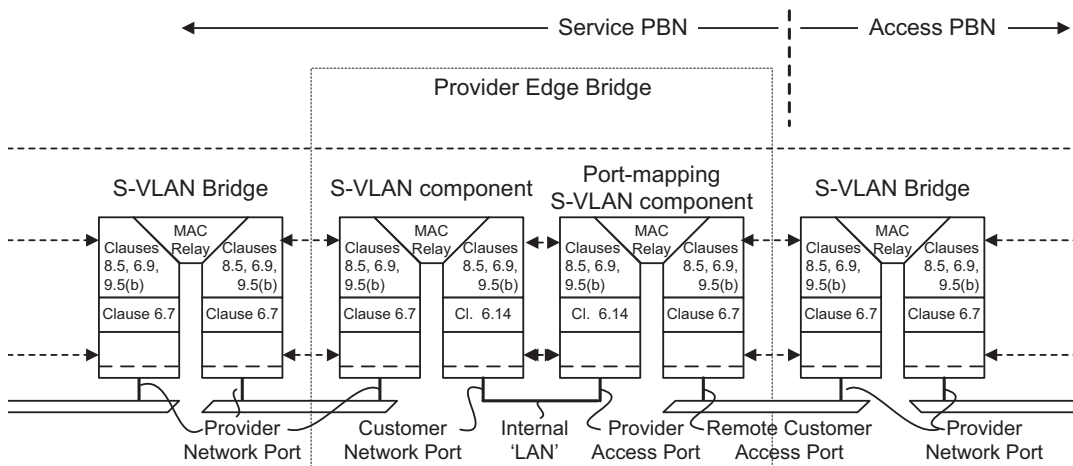 Service PBN
Access PBN
Provider Edge Bridge
S-VLAN Bridge
S-VLAN component
Port-mapping
S-VLAN component
S-VLAN Bridge
MAC
Relay
Clauses
8.5, 6.9,
9.5(b)
Clauses
8.5, 6.9,
9.5(b)
Clause 6.7
Clause 6.7
MAC
Relay
Clauses
8.5, 6.9,
9.5(b)
Clauses
8.5, 6.9,
9.5(b)
Clause 6.7
Cl. 6.14
MAC
Relay
Clauses
8.5, 6.9,
9.5(b)
Clauses
8.5, 6.9,
9.5(b)
Cl. 6.14
Clause 6.7
MAC
Relay
Clauses
8.5, 6.9,
9.5(b)
Clauses
8.5, 6.9,
9.5(b)
Clause 6.7
Clause 6.7
Provider
Network Port
Customer
Network Port
Internal
‘LAN’
Provider
Access Port
Remote Customer
Access Port
Provider
Network Port